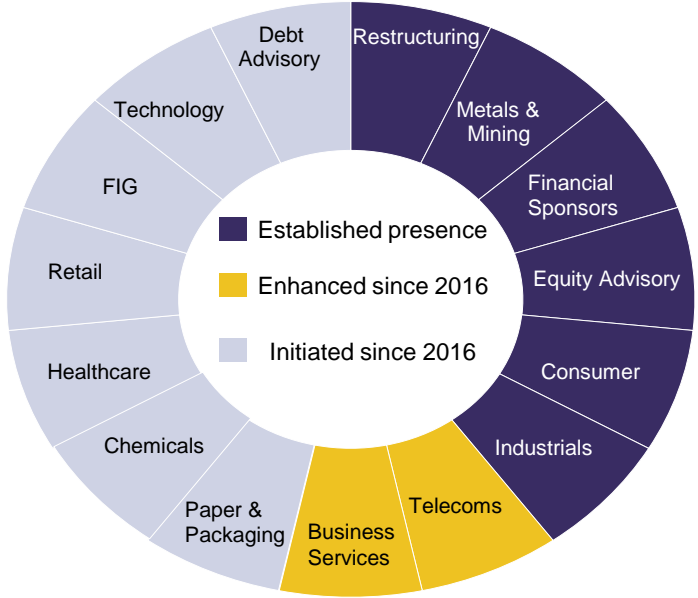 Debt
Advisory
Restructuring
Metals &
Mining
Financial
Sponsors
Equity Advisory
Consumer
Industrials
Telecoms
Business
Services
Paper &
Packaging
Chemicals
Healthcare
Retail
FIG
Technology
Established presence
Enhanced since 2016
Initiated since 2016